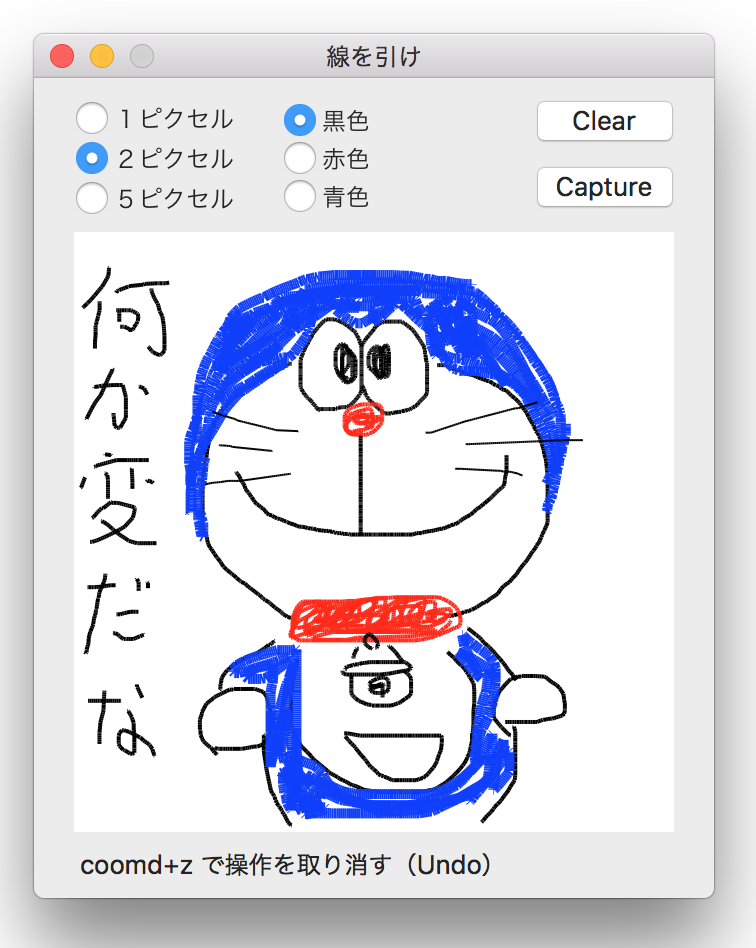 線を引け
1ピクセル
2ピクセル
5ピクセル
黒色
赤色
青色
Clear
Capture
何か変だな
coomd+z で操作を取り消す（Undo）